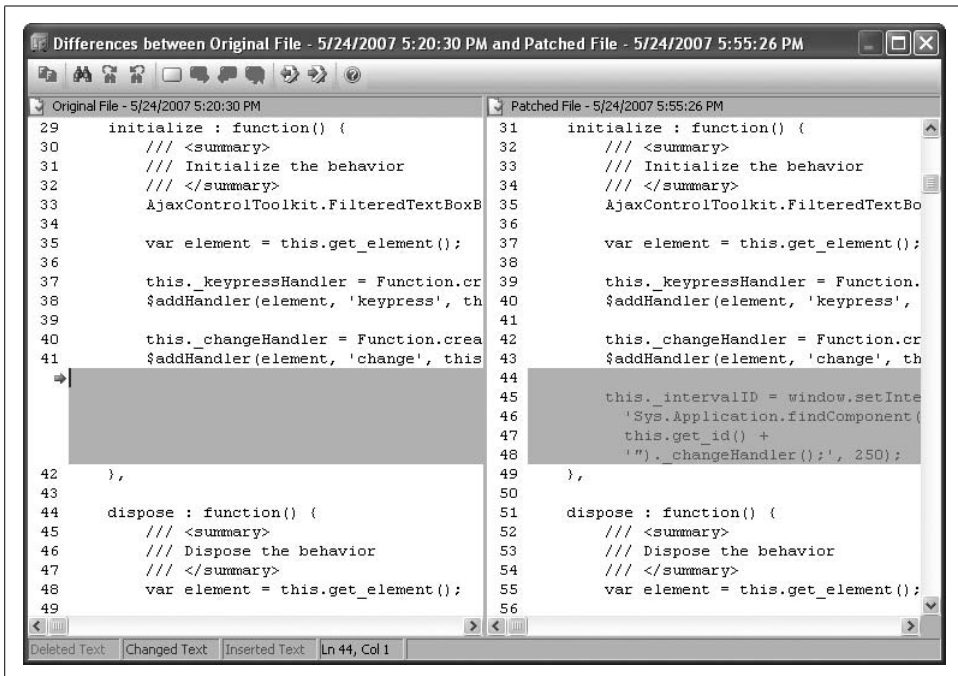 Differences between Original File - 5/24/2007 5:20:30 PM and Patched File - 5/24/2007 5:55:26 PM
Original File - 5/24/2007 5:20:30 PM
29 initialize : function() {
30 /// <summary>
31 /// Initialize the behavior
32 /// </summary>
33 AjaxControlToolkit.FilteredTextBoxB
34
35 var element = this.get_element();
36
37 this._keypressHandler = Function.cr
38 $addHandler(element, 'keypress', th
39
40 this._changeHandler = Function.crea
41 $addHandler(element, 'change', this
42 },
43
44 dispose : function() {
45 /// <summary>
46 /// Dispose the behavior
47 /// </summary>
48 var element = this.get_element();
49
Patched File - 5/24/2007 5:55:26 PM
31 initialize : function() {
32 /// <summary>
33 /// Initialize the behavior
34 /// </summary>
35 AjaxControlToolkit.FilteredTextBo
36
37 var element = this.get_element();
38
39 this._keypressHandler = Function.
40 $addHandler(element, 'keypress',
41
42 this._changeHandler = Function.cr
43 $addHandler(element, 'change', th
44
45 this._intervalID = window.setInte
46 'Sys.Application.findComponent(
47 this.get_id() +
48 '")._changeHandler();', 250);
49 },
50
51 dispose : function() {
52 /// <summary>
53 /// Dispose the behavior
54 /// </summary>
55 var element = this.get_element();
56
Deleted Text Changed Text Inserted Text Ln 44, Col 1